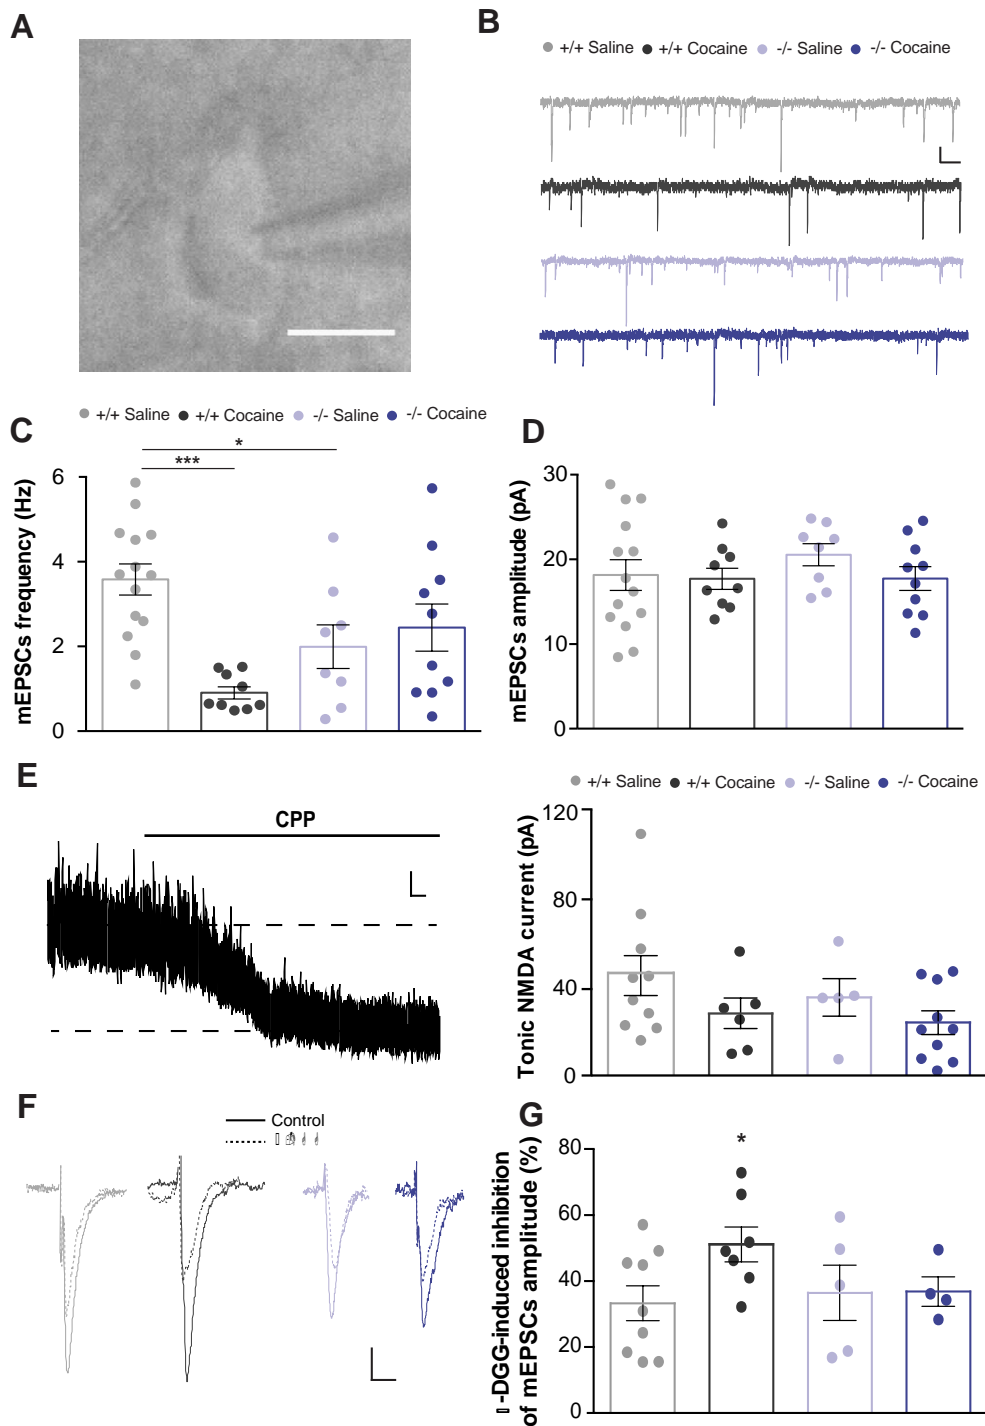 A
B
+/+ Saline +/+ Cocaine -/- Saline -/- Cocaine
+/+ Saline +/+ Cocaine -/- Saline -/- Cocaine
C
*
***
mEPSCs frequency (Hz)
6
4
2
0
D
mEPSCs amplitude (pA)
30
20
10
0
E
CPP
+/+ Saline +/+ Cocaine -/- Saline -/- Cocaine
Tonic NMDA current (pA)
120
80
40
0
F
Control
G
*
-DGG-induced inhibition
of mEPSCs amplitude (%)
80
60
40
20
0